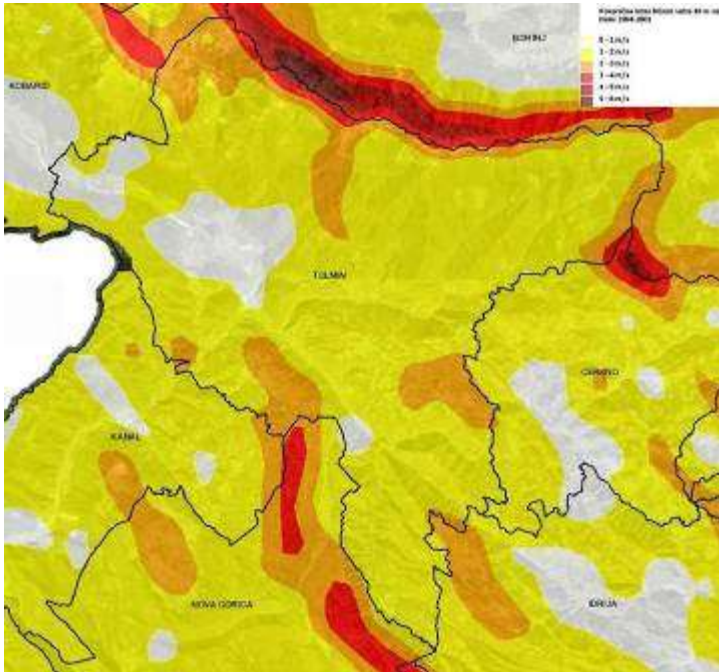 BOHINJ
KOBARID
0 - 1 m/s
1 - 2 m/s
2 - 3 m/s
3 - 4 m/s
4 - 5 m/s
5 - 6 m/s
TOLMIN
CERKNO
KANAL
NOVA GORICA
IDRIJA